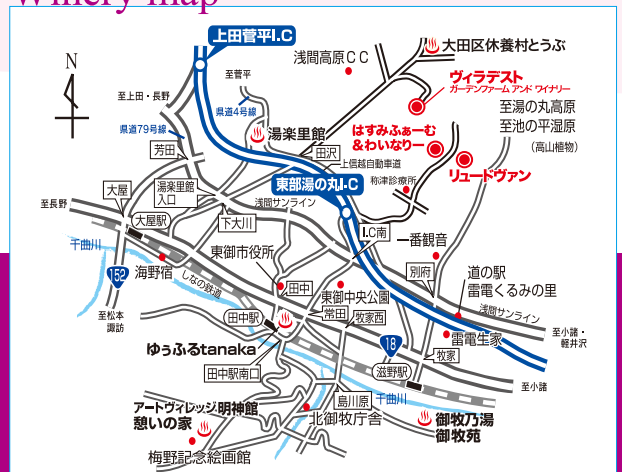 Winery map
上田菅平I.C
大田区休養村とうぶ
浅間高原CC
N
至菅平
ヴィラデスト
ガーデンファーム アンド ワイナリー
至上田・長野
県道4号線
至湯の丸高原
至池の平湿原
(高山植物)
県道79号線
湯楽里館
はすみふぁーむ
&わいなりー
芳田
田沢
上信越自動車道
リュードヴァン
東部湯の丸I.C
祢津診療所
大屋
湯楽里館
入口
浅間サンライン
至長野
大屋駅
下大川
I.C南
一番観音
千曲川
東御市役所
152
海野宿
しなの鉄道
田中
東御中央公園
別府
道の駅
雷電くるみの里
浅間サンライン
至松本
諏訪
田中駅
常田
牧家西
18
雷電生家
至小諸・
軽井沢
ゆぅふるtanaka
牧家
田中駅南口
滋野駅
至小諸
島川原
千曲川
アートヴィレッジ明神館
憩いの家
北御牧庁舎
御牧乃湯
御牧苑
梅野記念絵画館